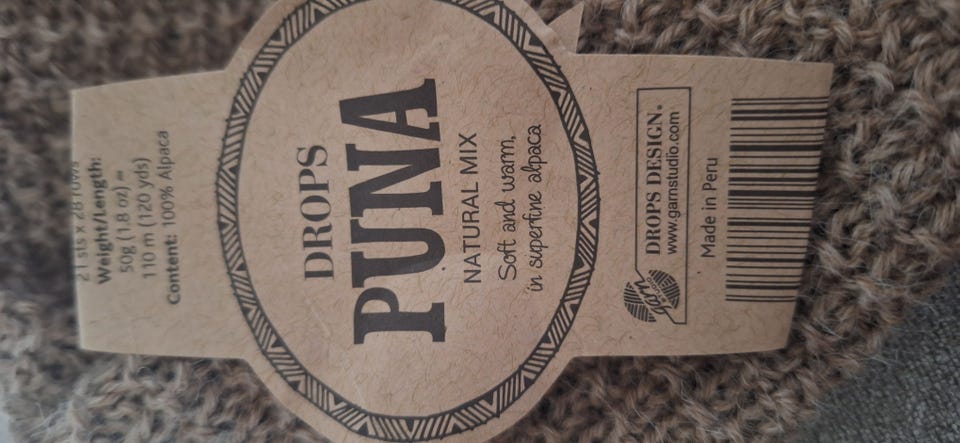 21 sts x 28 rows
Weight/Length:
50g (1.8 oz) =
110 m (120 yds)
Content: 100% Alpaca
DROPS
PUNA
NATURAL MIX
Soft and warm,
in superfine alpaca
garn
DROPS DESIGN®
www.garnstudio.com
Made in Peru